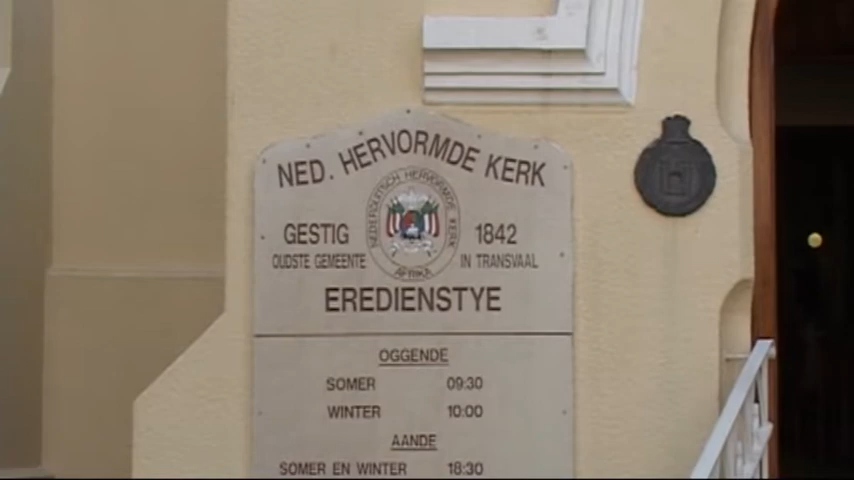 NED. HERVORMDE KERK
NEDERDUITSCH HERVORMDE KERK
AFRIKA
GESTIG 1842
OUDSTE GEMEENTE IN TRANSVAAL
EREDIENSTYE
OGGENDE
SOMER 09:30
WINTER 10:00
AANDE
SOMER EN WINTER 18:30